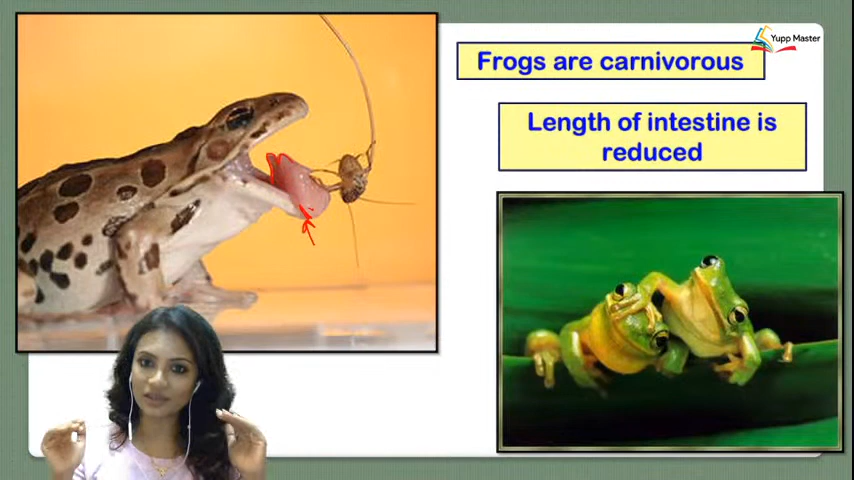 Yupp Master
Frogs are carnivorous
Length of intestine is
reduced